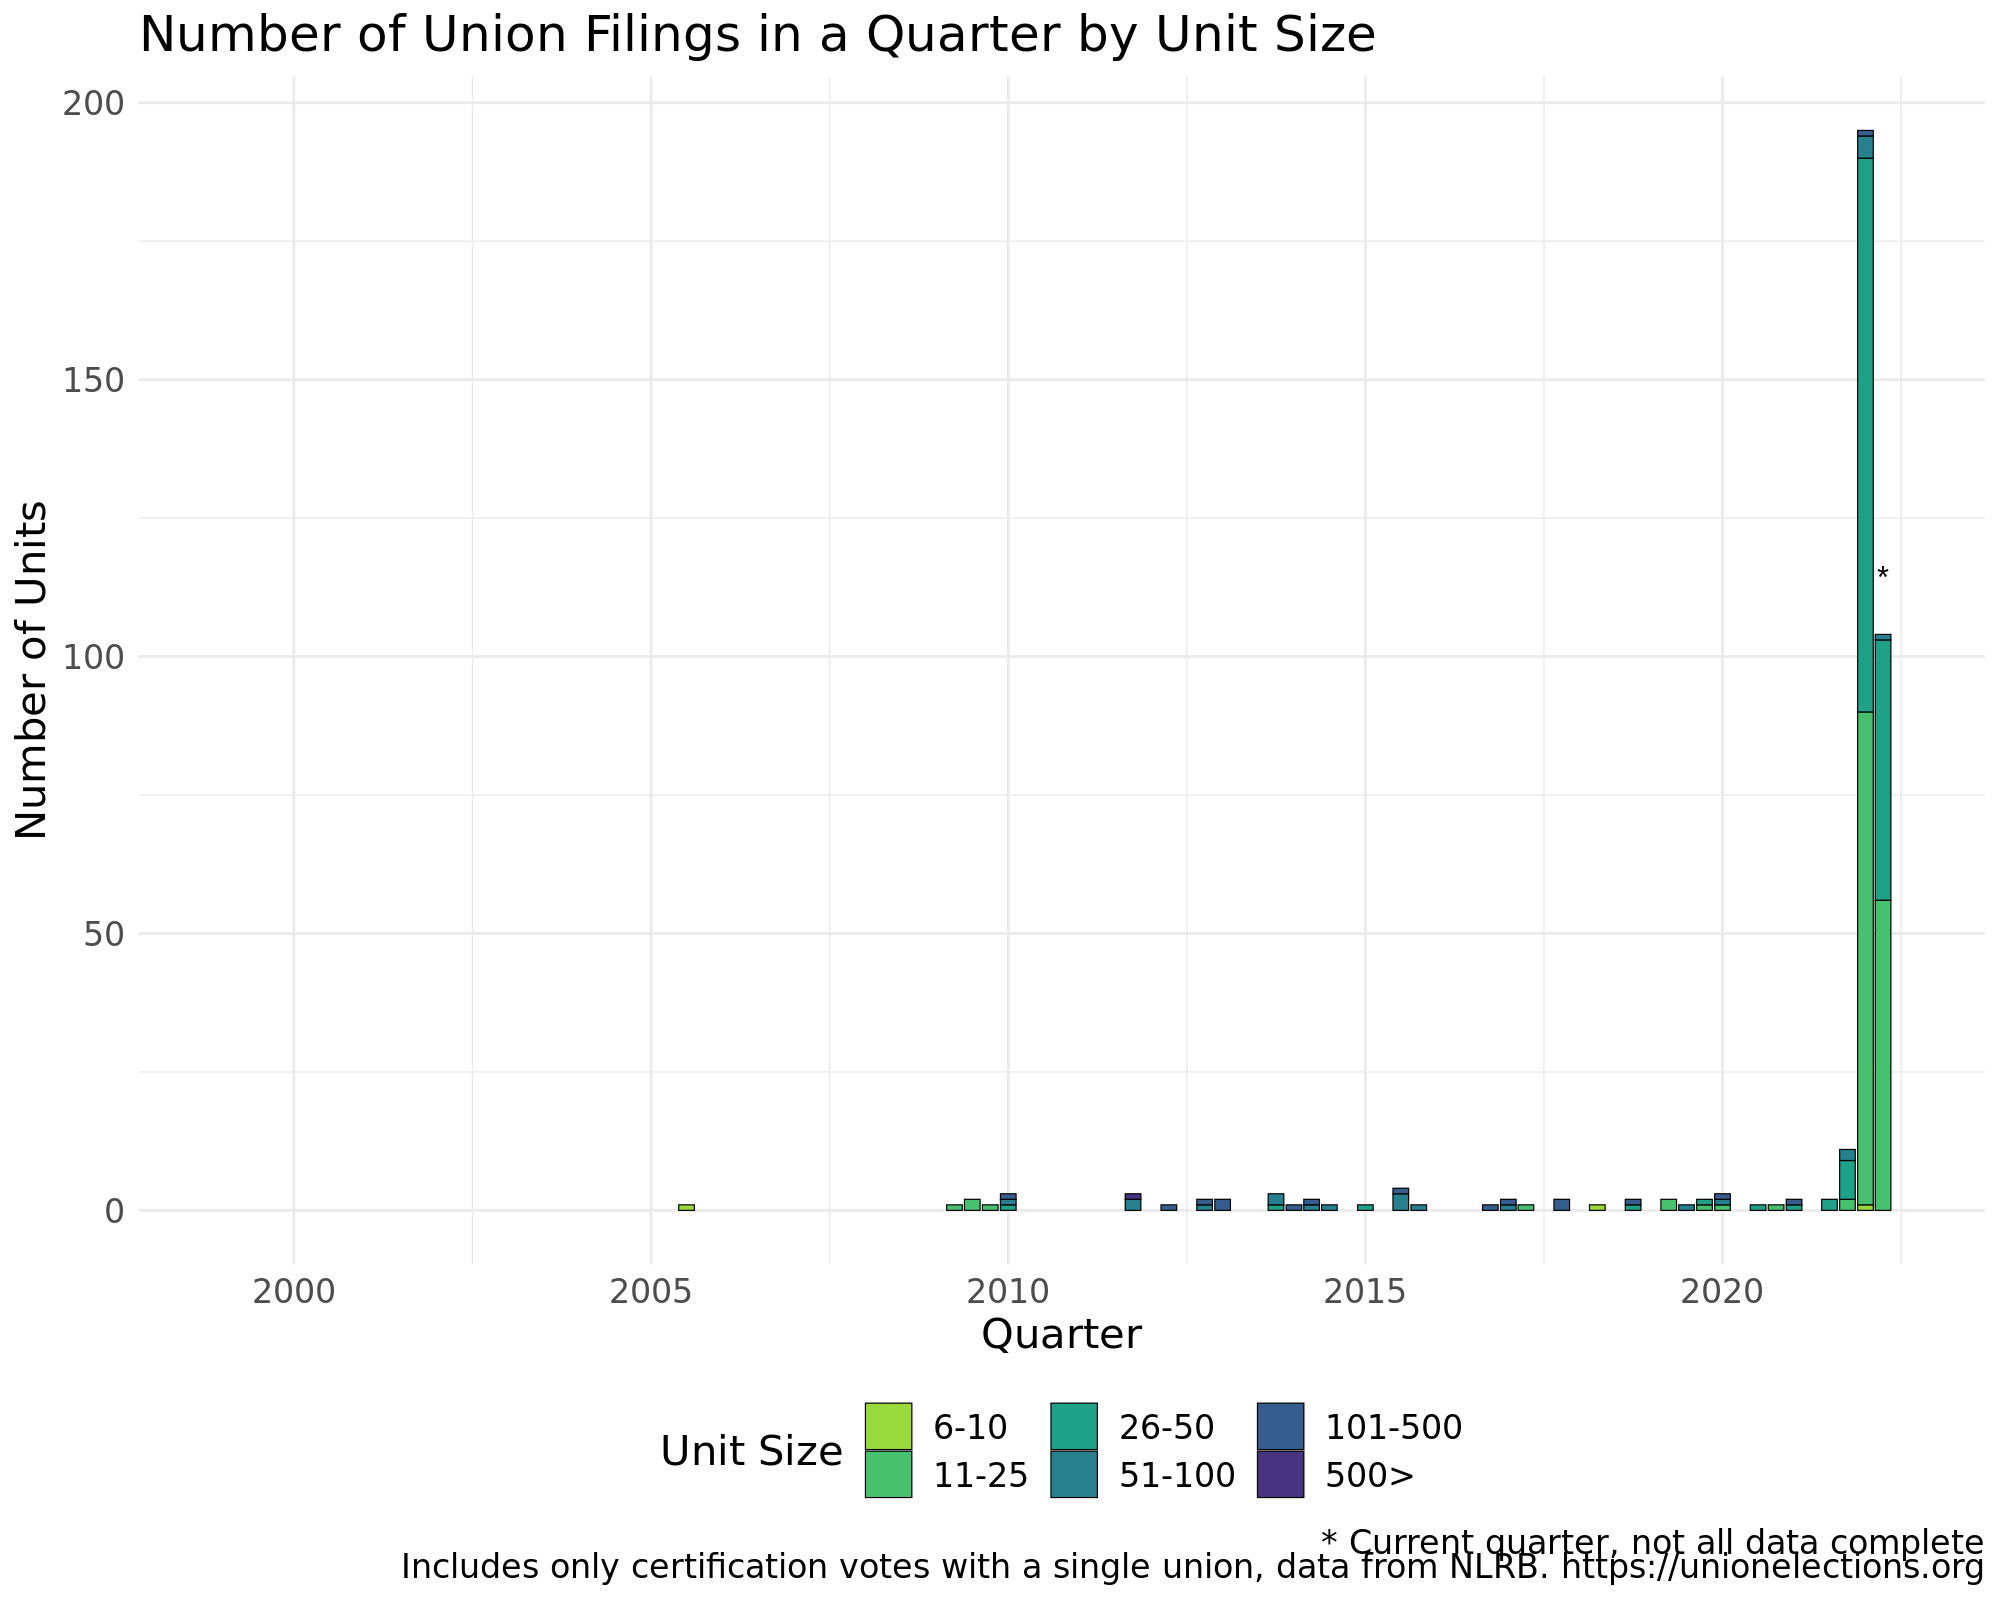 Number of Union Filings in a Quarter by Unit Size
Number of Units
200
150
100
50
0
*
2000 2005 2010 2015 2020
Quarter
Unit Size
6-10 26-50 101-500
11-25 51-100 500>
* Current quarter, not all data complete
Includes only certification votes with a single union, data from NLRB. https://unionelections.org